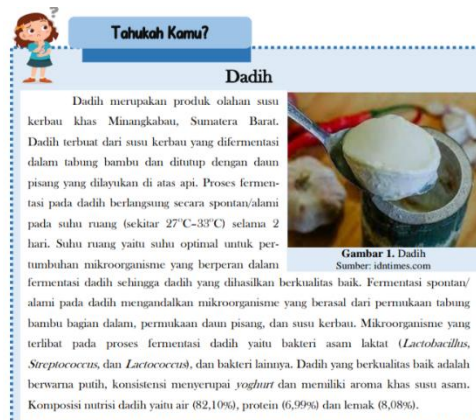 ?
Tahukah Kamu?
Dadih
Dadih merupakan produk olahan susu
kerbau khas Minangkabau, Sumatera Barat.
Dadih terbuat dari susu kerbau yang difermentasi
dalam tabung bambu dan ditutup dengan daun
pisang yang dilayukan di atas api. Proses fermen-
tasi pada dadih berlangsung secara spontan/alami
pada suhu ruang (sekitar 27°C-33°C) selama 2
hari. Suhu ruang yaitu suhu optimal untuk per-
tumbuhan mikroorganisme yang berperan dalam
Gambar 1. Dadih
Sumber: idntimes.com
fermentasi dadih sehingga dadih yang dihasilkan berkualitas baik. Fermentasi spontan/
alami pada dadih mengandalkan mikroorganisme yang berasal dari permukaan tabung
bambu bagian dalam, permukaan daun pisang, dan susu kerbau. Mikroorganisme yang
terlibat pada proses fermentasi dadih yaitu bakteri asam laktat (Lactobacillus,
Streptococcus, dan Lactococcus), dan bakteri lainnya. Dadih yang berkualitas baik adalah
berwarna putih, konsistensi menyerupai yoghurt dan memiliki aroma khas susu asam.
Komposisi nutrisi dadih yaitu air (82,10%), protein (6,99%) dan lemak (8,08%).